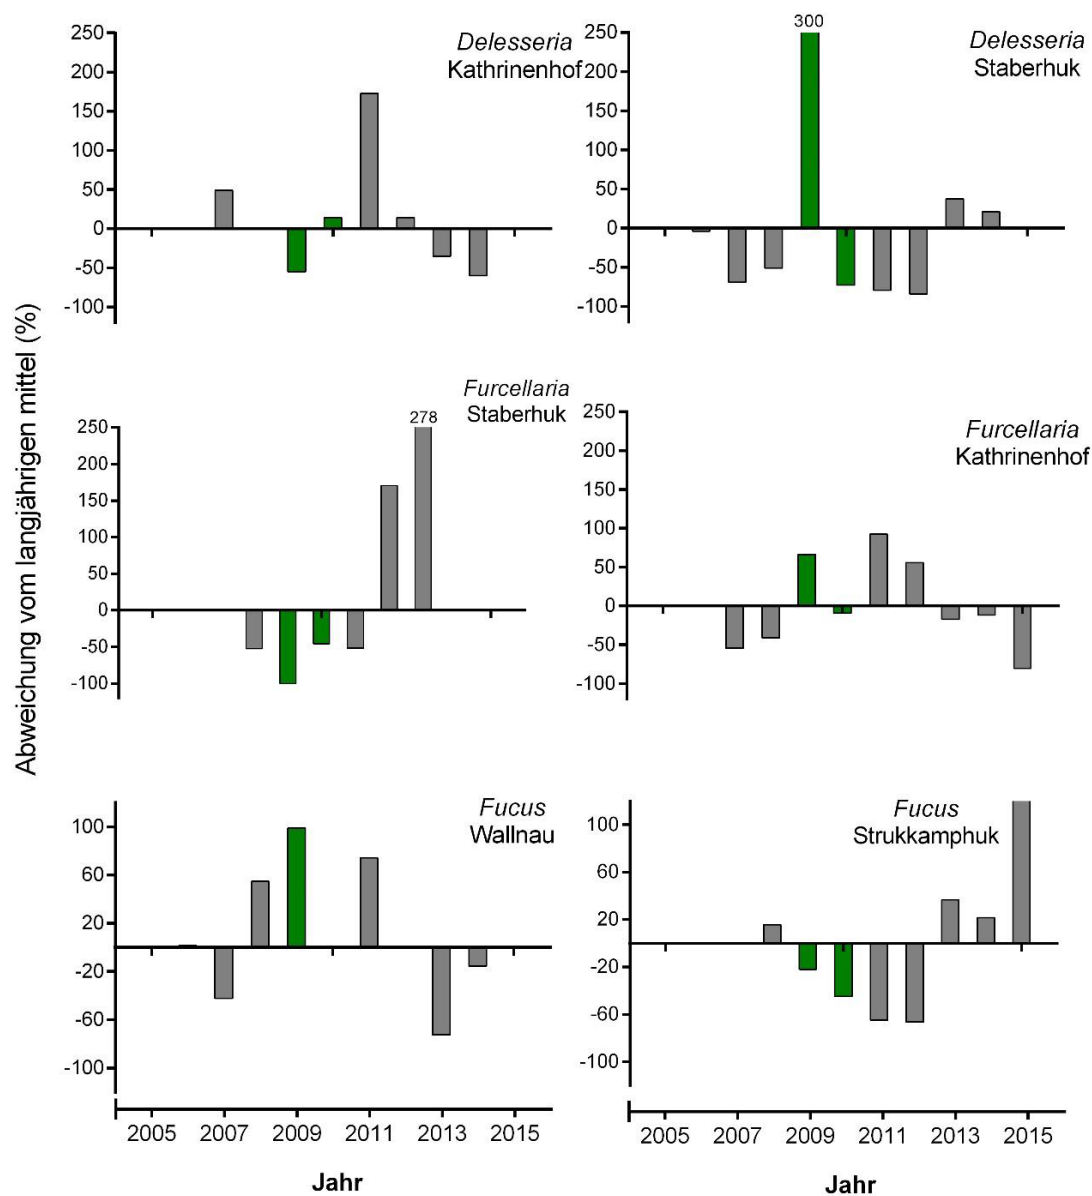 Abweichung vom langjährigen mittel (%)
Delesseria
Kathrinenhof
250
200
150
100
50
0
-50
-100
300
Delesseria
Staberhuk
250
200
150
100
50
0
-50
-100
Furcellaria
Staberhuk
278
250
200
150
100
50
0
-50
-100
Furcellaria
Kathrinenhof
250
200
150
100
50
0
-50
-100
Fucus
Wallnau
100
60
20
-20
-60
-100
2005 2007 2009 2011 2013 2015
Jahr
Fucus
Strukkamphuk
100
60
20
-20
-60
-100
2005 2007 2009 2011 2013 2015
Jahr